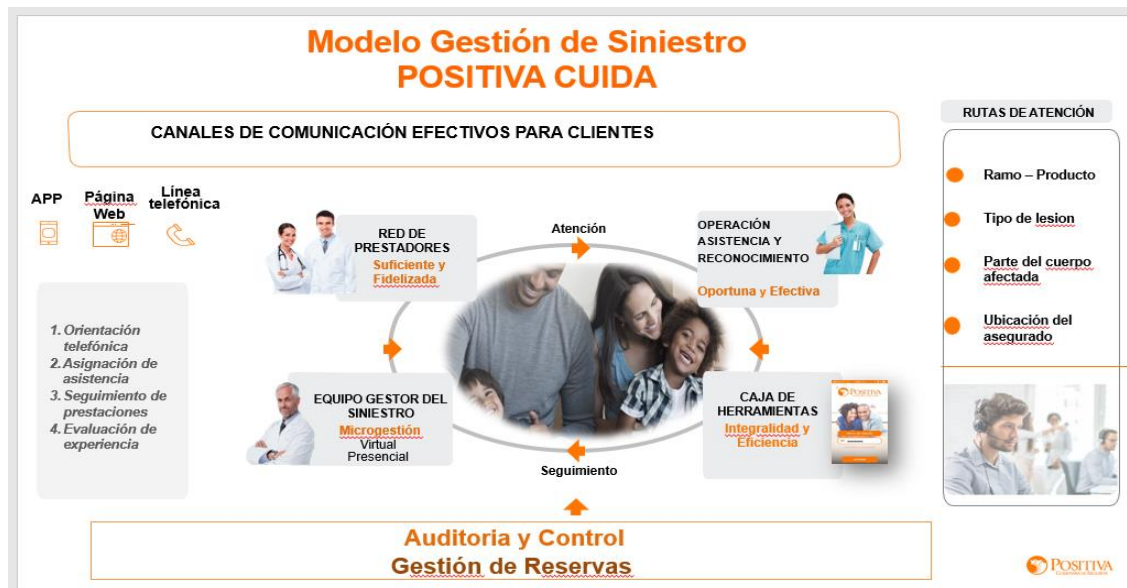 Modelo Gestión de Siniestro
POSITIVA CUIDA
CANALES DE COMUNICACIÓN EFECTIVOS PARA CLIENTES
APP
Página
Web
Línea
telefónica
1. Orientación
telefónica
2. Asignación de
asistencia
3. Seguimiento de
prestaciones
4. Evaluación de
experiencia
RED DE
PRESTADORES
Suficiente y
Fidelizada
Atención
OPERACIÓN
ASISTENCIA Y
RECONOCIMIENTO
Oportuna y Efectiva
EQUIPO GESTOR DEL
SINIESTRO
Microgestión
Virtual
Presencial
Seguimiento
CAJA DE
HERRAMIENTAS
Integralidad y
Eficiencia
POSITIVA
Auditoria y Control
Gestión de Reservas
RUTAS DE ATENCIÓN
Ramo – Producto
Tipo de lesion
Parte del cuerpo
afectada
Ubicación del
asegurado
POSITIVA